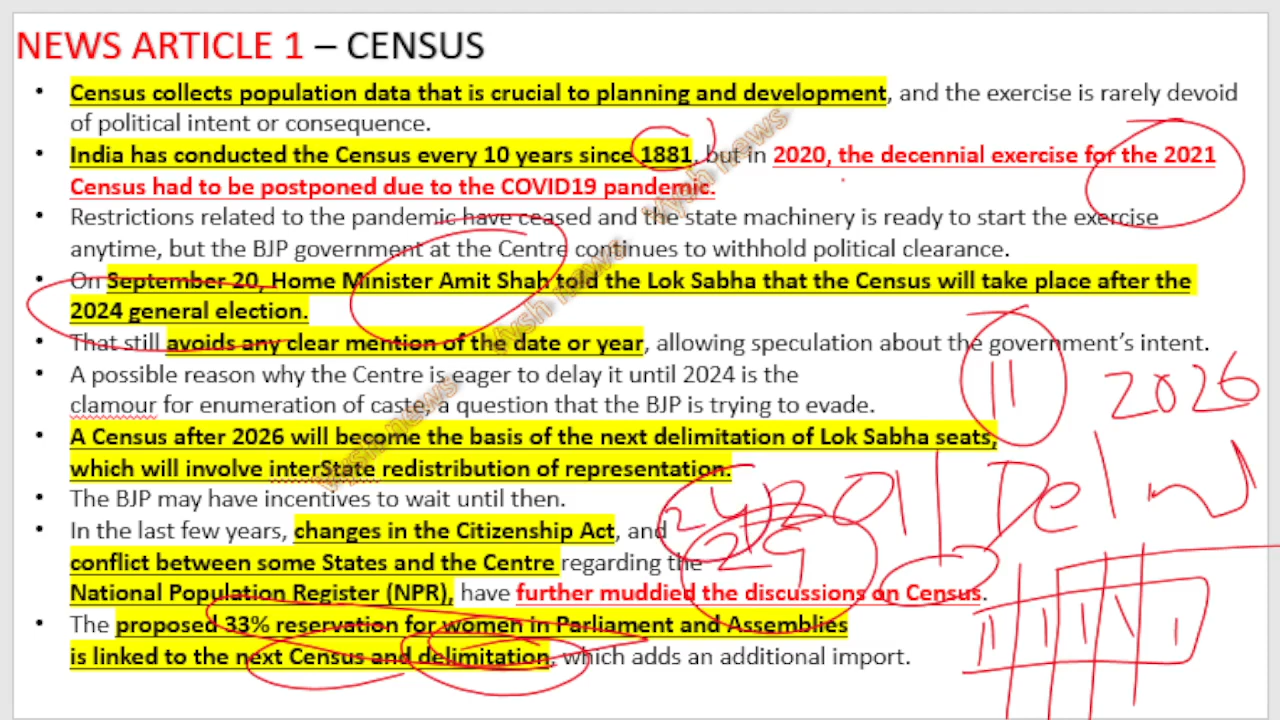 NEWS ARTICLE 1 – CENSUS
• Census collects population data that is crucial to planning and development, and the exercise is rarely devoid
of political intent or consequence.
• India has conducted the Census every 10 years since 1881, but in 2020, the decennial exercise for the 2021
Census had to be postponed due to the COVID19 pandemic.
• Restrictions related to the pandemic have ceased and the state machinery is ready to start the exercise
anytime, but the BJP government at the Centre continues to withhold political clearance.
• On September 20, Home Minister Amit Shah told the Lok Sabha that the Census will take place after the
2024 general election.
• That still avoids any clear mention of the date or year, allowing speculation about the government's intent.
• A possible reason why the Centre is eager to delay it until 2024 is the
clamour for enumeration of caste, a question that the BJP is trying to evade.
• A Census after 2026 will become the basis of the next delimitation of Lok Sabha seats,
which will involve interState redistribution of representation.
• The BJP may have incentives to wait until then.
• In the last few years, changes in the Citizenship Act, and
conflict between some States and the Centre regarding the
National Population Register (NPR), have further muddied the discussions on Census.
• The proposed 33% reservation for women in Parliament and Assemblies
is linked to the next Census and delimitation, which adds an additional import.
Vysh news
Vysh news
Vysh news
11
2026
Del
29